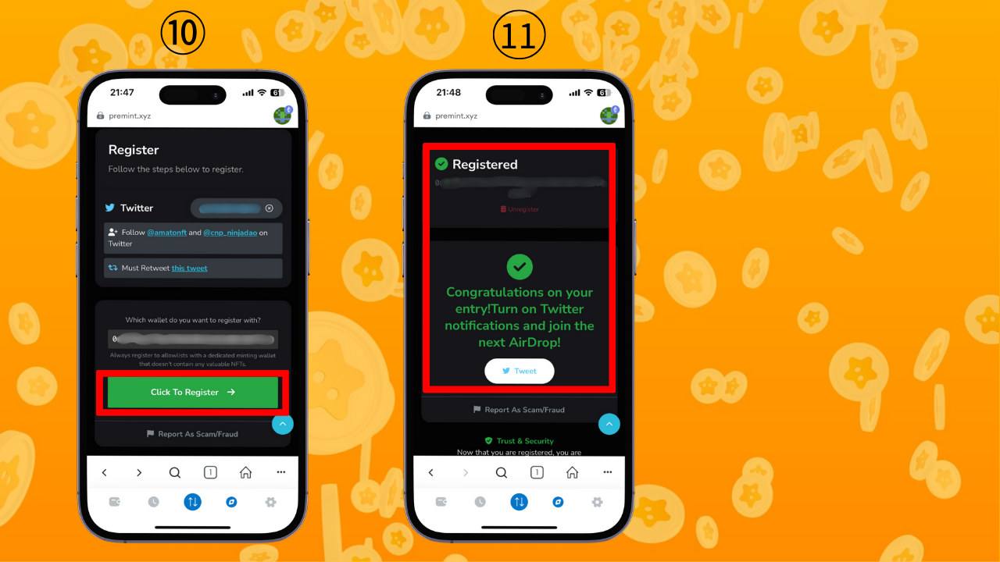 ⑩
21:47
61
premint.xyz
Register
Follow the steps below to register.
Twitter
Follow @amatonft and @cnp_ninjadao on
Twitter
Must Retweet this tweet
Which wallet do you want to register with?
0
Always register to allowlists with a dedicated minting wallet
that doesn't contain any valuable NFTs.
Click To Register →
Report As Scam/Fraud
1
⑪
21:48
61
premint.xyz
Registered
0
Unregister
Congratulations on your
entry!Turn on Twitter
notifications and join the
next AirDrop!
Tweet
Report As Scam/Fraud
Trust & Security
Now that you are registered, you are
1